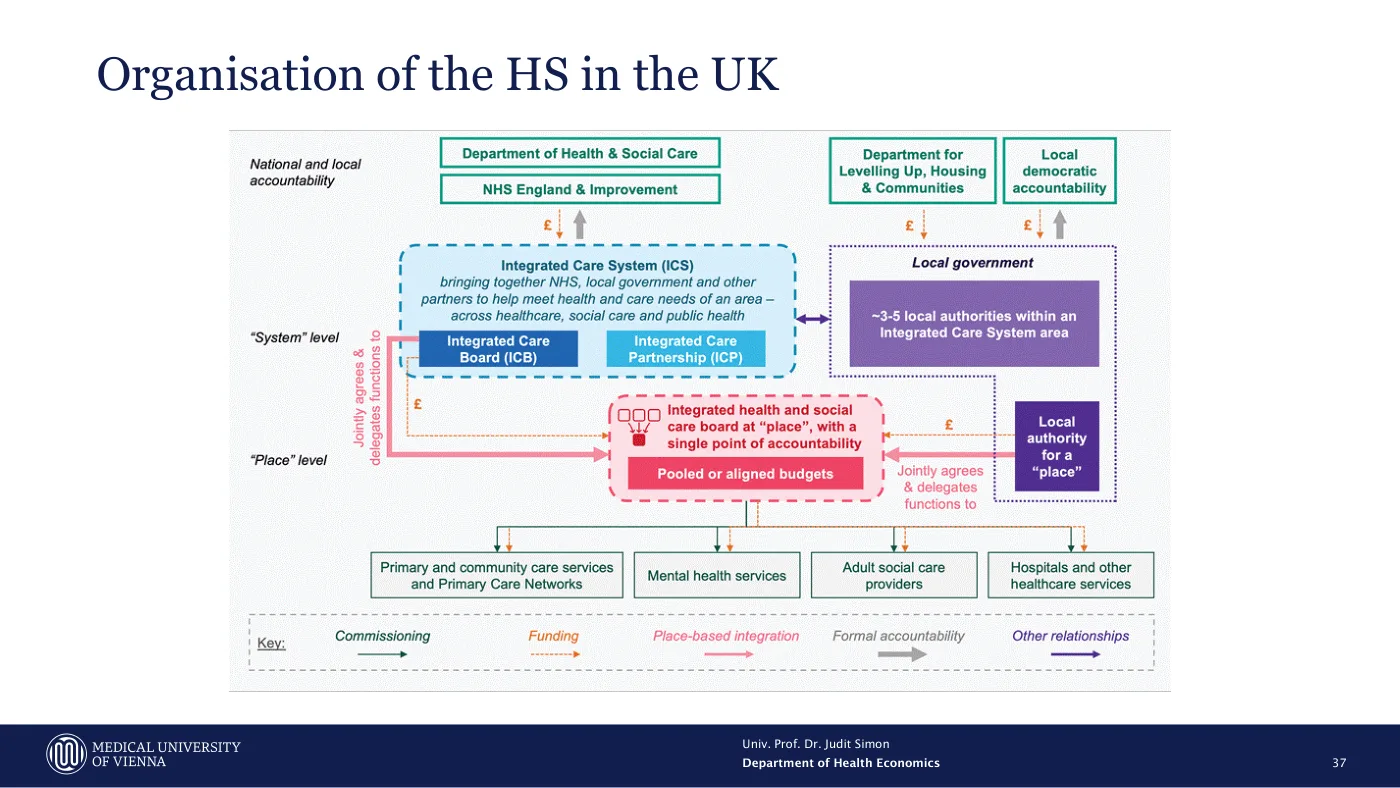 Organisation of the HS in the UK
National and local
accountability
Department of Health & Social Care
NHS England & Improvement
Department for
Levelling Up, Housing
& Communities
Local
democratic
accountability
£
£
£
Integrated Care System (ICS)
bringing together NHS, local government and other
partners to help meet health and care needs of an area –
across healthcare, social care and public health
Integrated Care
Board (ICB)
Integrated Care
Partnership (ICP)
Local government
~3-5 local authorities within an
Integrated Care System area
“System” level
Jointly agrees &
delegates functions to
£
Integrated health and social
care board at “place”, with a
single point of accountability
Pooled or aligned budgets
£
Local
authority
for a
“place”
“Place” level
Jointly agrees
& delegates
functions to
Primary and community care services
and Primary Care Networks
Mental health services
Adult social care
providers
Hospitals and other
healthcare services
Key:
Commissioning
Funding
Place-based integration
Formal accountability
Other relationships
MEDICAL UNIVERSITY
OF VIENNA
Univ. Prof. Dr. Judit Simon
Department of Health Economics
37